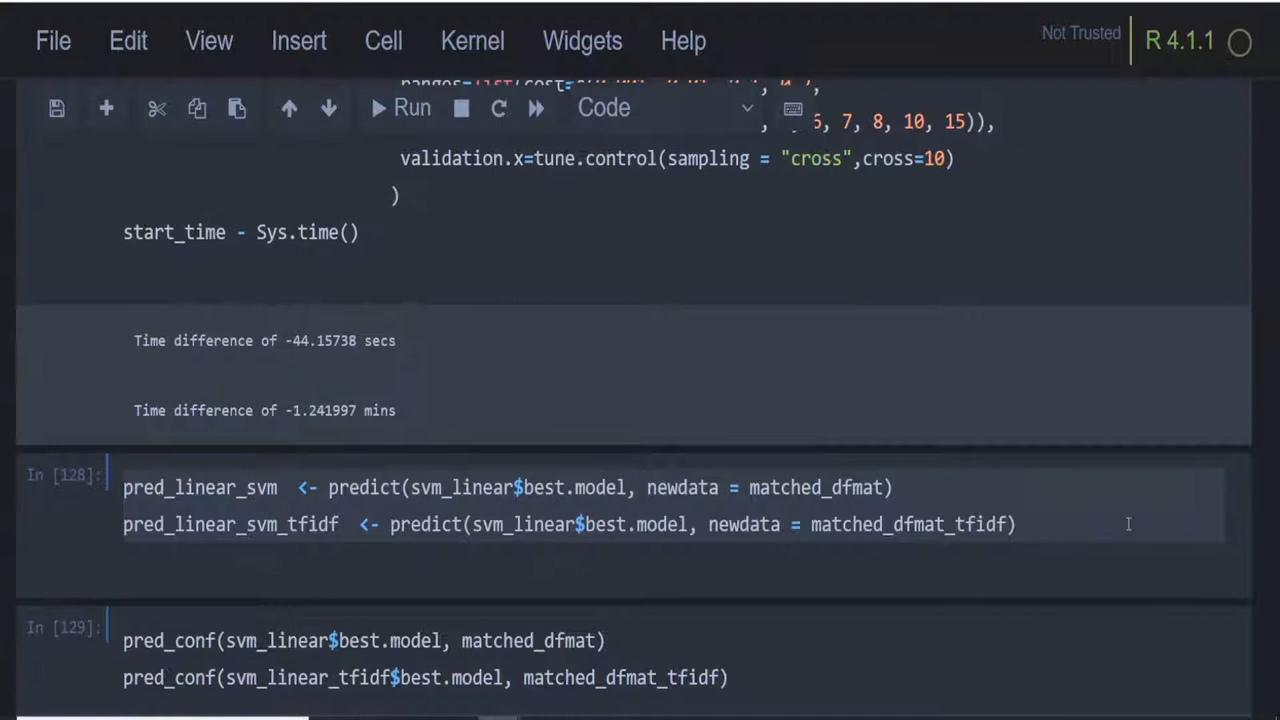 File Edit View Insert Cell Kernel Widgets Help Not Trusted R 4.1.1
Run Code
6, 7, 8, 10, 15)),
validation.x=tune.control(sampling = "cross",cross=10)
)
start_time - Sys.time()
Time difference of -44.15738 secs
Time difference of -1.241997 mins
In [128]:
pred_linear_svm <- predict(svm_linear$best.model, newdata = matched_dfmat)
pred_linear_svm_tfidf <- predict(svm_linear$best.model, newdata = matched_dfmat_tfidf)
In [129]:
pred_conf(svm_linear$best.model, matched_dfmat)
pred_conf(svm_linear_tfidf$best.model, matched_dfmat_tfidf)